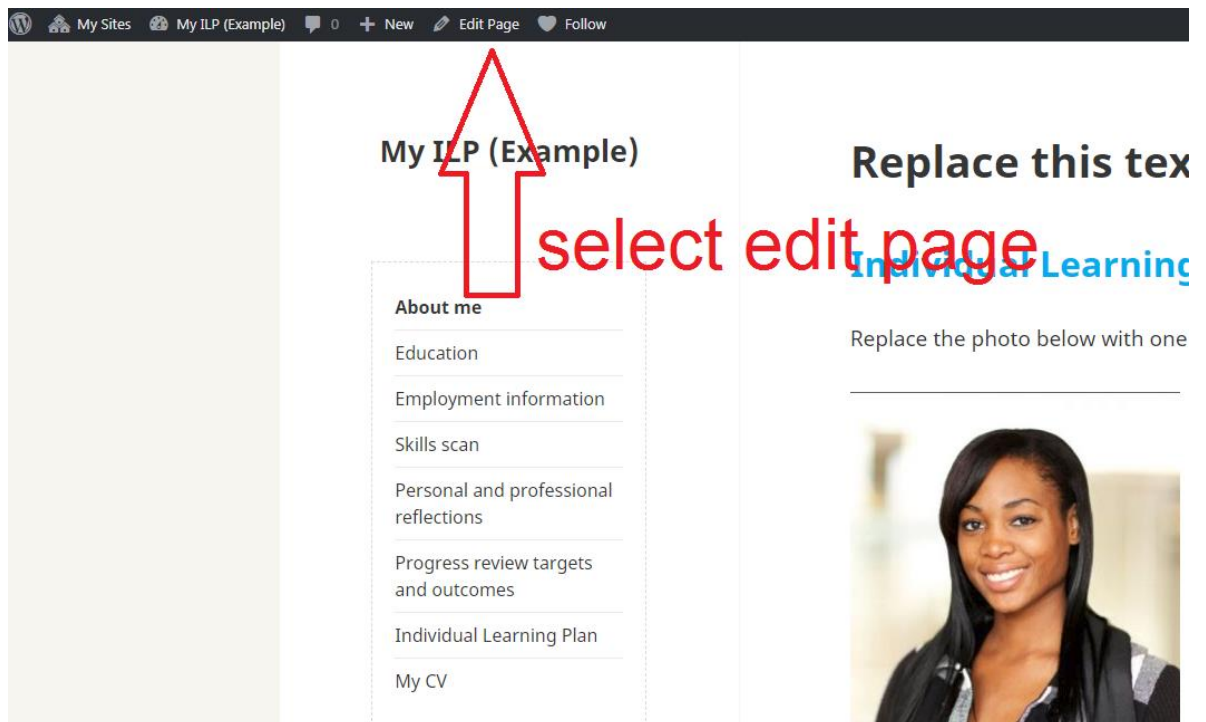 My Sites My ILP (Example) 0 New Edit Page Follow
My ILP (Example)
Replace this tex
select edit page
Individual Learning
Replace the photo below with one
About me
Education
Employment information
Skills scan
Personal and professional
reflections
Progress review targets
and outcomes
Individual Learning Plan
My CV